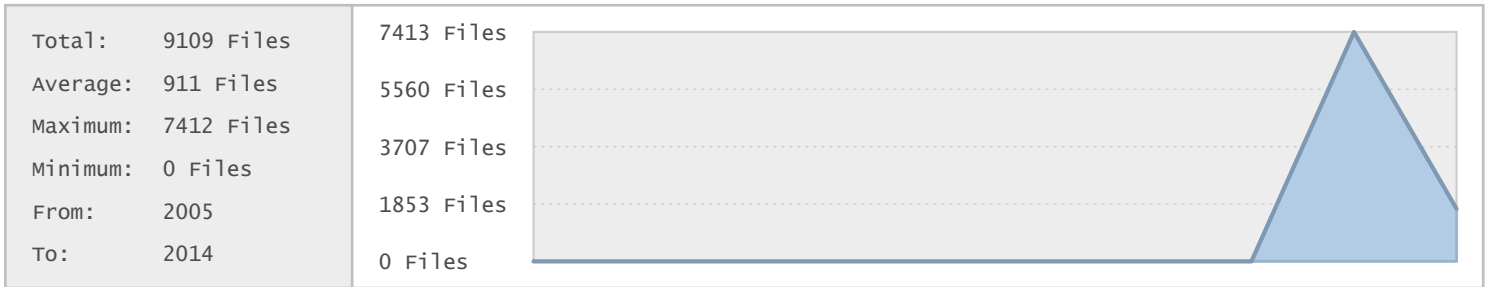 Total: 9109 Files
Average: 911 Files
Maximum: 7412 Files
Minimum: 0 Files
From: 2005
To: 2014
7413 Files
5560 Files
3707 Files
1853 Files
0 Files